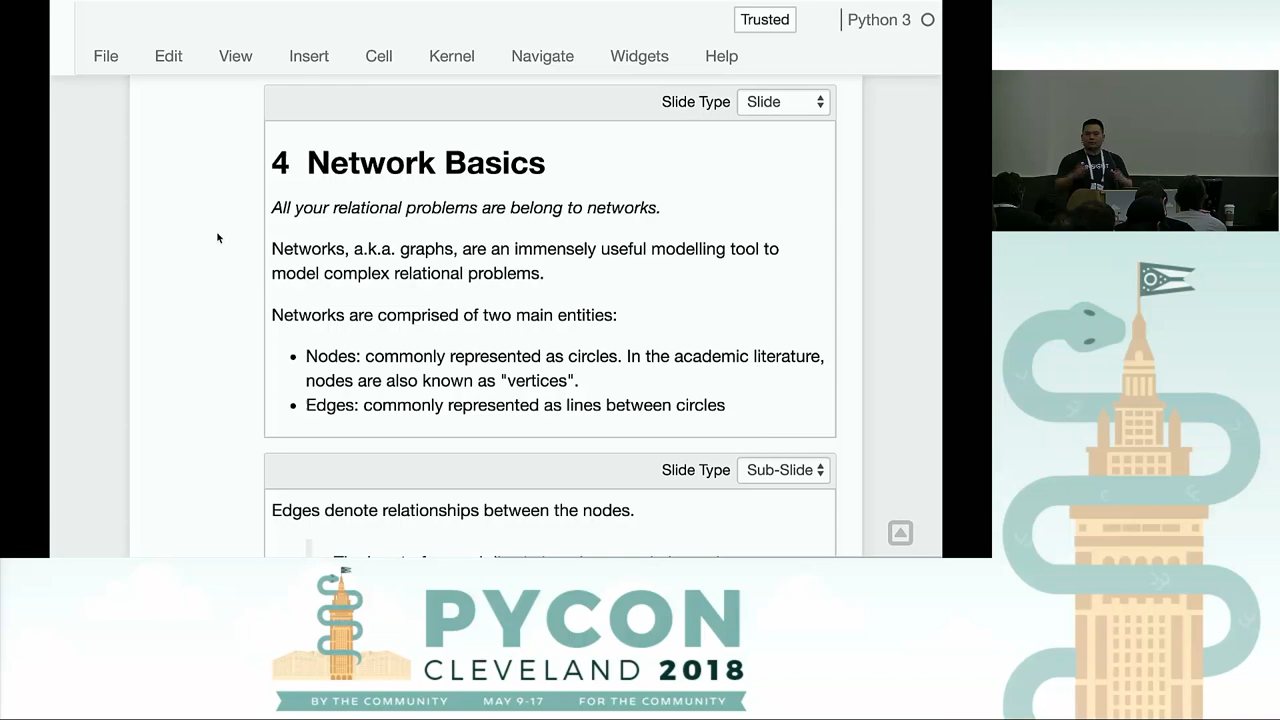 Trusted
Python 3
File Edit View Insert Cell Kernel Navigate Widgets Help
Slide Type Slide
4 Network Basics
All your relational problems are belong to networks.
Networks, a.k.a. graphs, are an immensely useful modelling tool to
model complex relational problems.
Networks are comprised of two main entities:
• Nodes: commonly represented as circles. In the academic literature,
nodes are also known as "vertices".
• Edges: commonly represented as lines between circles
Slide Type Sub-Slide
Edges denote relationships between the nodes.
PYCON
CLEVELAND 2018
BY THE COMMUNITY MAY 9-17 FOR THE COMMUNITY